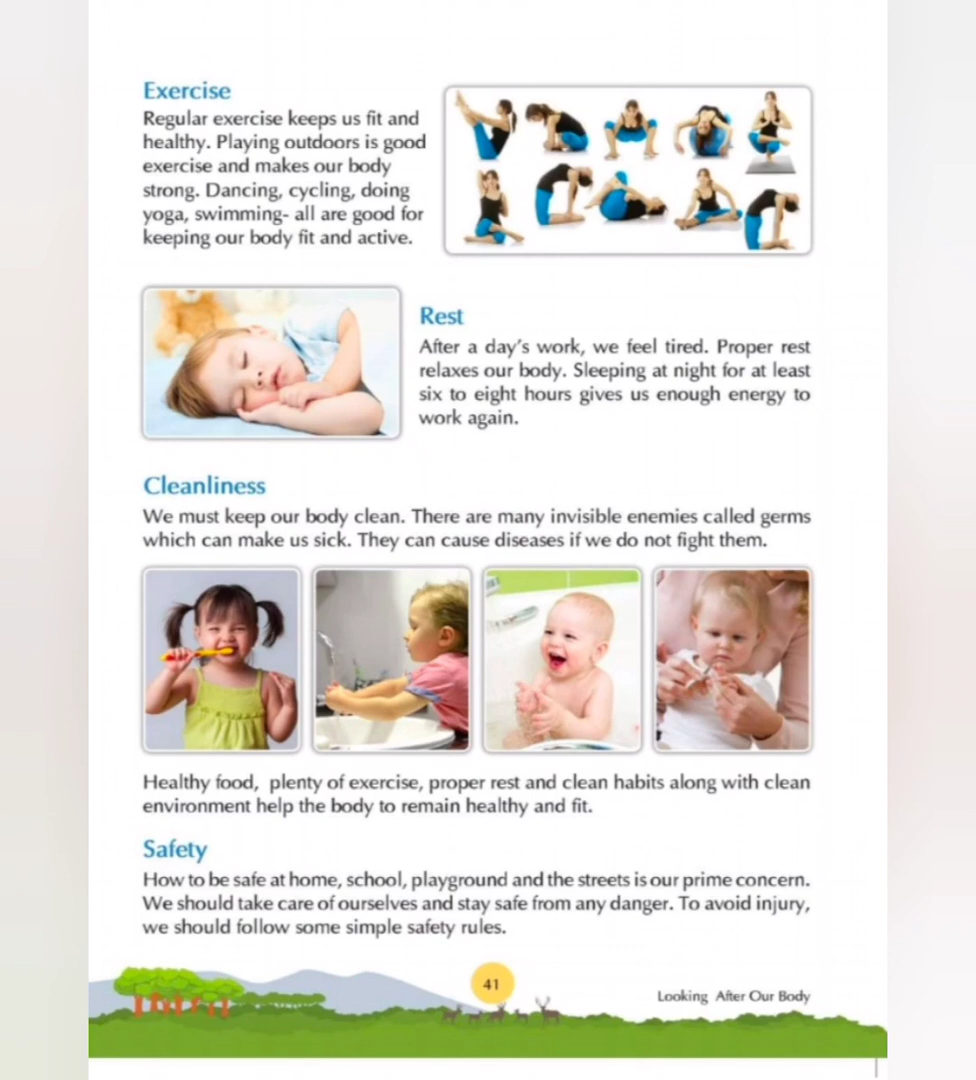 Exercise
Regular exercise keeps us fit and
healthy. Playing outdoors is good
exercise and makes our body
strong. Dancing, cycling, doing
yoga, swimming- all are good for
keeping our body fit and active.
Rest
After a day's work, we feel tired. Proper rest
relaxes our body. Sleeping at night for at least
six to eight hours gives us enough energy to
work again.
Cleanliness
We must keep our body clean. There are many invisible enemies called germs
which can make us sick. They can cause diseases if we do not fight them.
Healthy food, plenty of exercise, proper rest and clean habits along with clean
environment help the body to remain healthy and fit.
Safety
How to be safe at home, school, playground and the streets is our prime concern.
We should take care of ourselves and stay safe from any danger. To avoid injury,
we should follow some simple safety rules.
41
Looking After Our Body